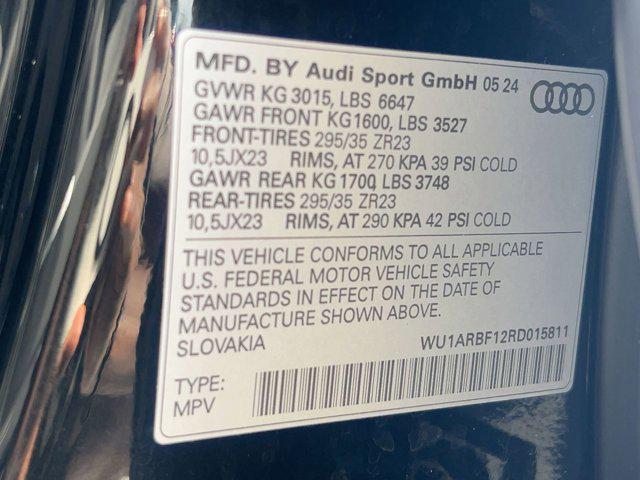 MFD. BY Audi Sport GmbH 05 24
GVWR KG 3015, LBS 6647
GAWR FRONT KG1600, LBS 3527
FRONT-TIRES 295/35 ZR23
10,5JX23 RIMS, AT 270 KPA 39 PSI COLD
GAWR REAR KG 1700, LBS 3748
REAR-TIRES 295/35 ZR23
10,5JX23 RIMS, AT 290 KPA 42 PSI COLD
THIS VEHICLE CONFORMS TO ALL APPLICABLE
U.S. FEDERAL MOTOR VEHICLE SAFETY
STANDARDS IN EFFECT ON THE DATE OF
MANUFACTURE SHOWN ABOVE.
SLOVAKIA WU1ARBF12RD015811
TYPE:
MPV